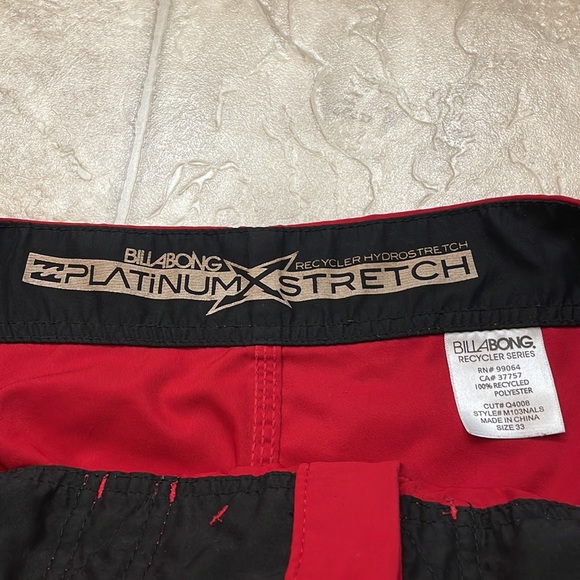 BILLABONG RECYCLER HYDROSTRETCH
PLATINUM X STRETCH
BILLABONG.
RECYCLER SERIES
RN# 99064
CA# 37757
100% RECYCLED
POLYESTER
CUT# Q4008
STYLE# M103NALS
MADE IN CHINA
SIZE 33